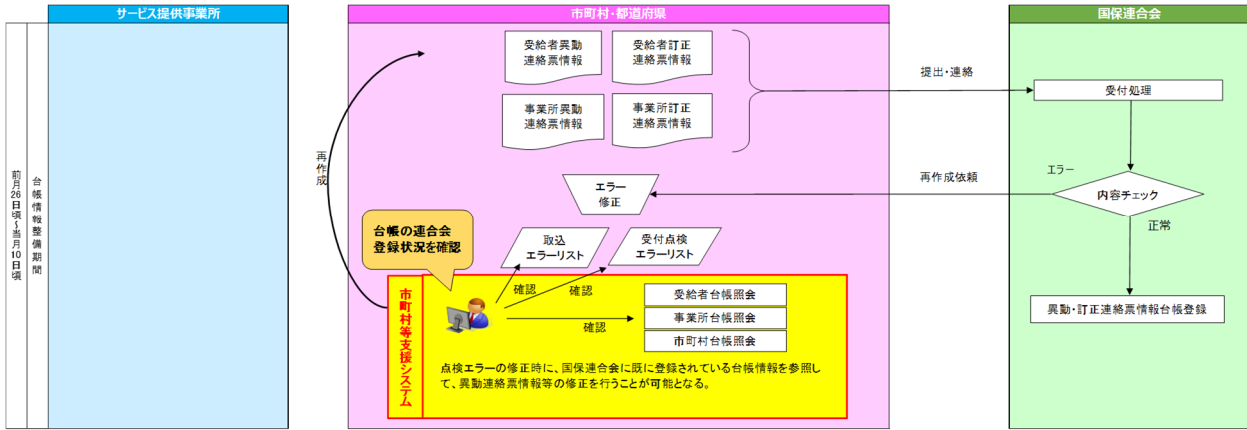 サービス提供事業所
市町村・都道府県
国保連合会
前月26日頃～当月10日頃
台帳情報整備期間
受給者異動
連絡票情報
受給者訂正
連絡票情報
事業所異動
連絡票情報
事業所訂正
連絡票情報
提出・連絡
受付処理
再作成
エラー
修正
再作成依頼
エラー
内容チェック
正常
台帳の連合会
登録状況を確認
取込
エラーリスト
受付点検
エラーリスト
市町村等支援システム
確認
確認
確認
受給者台帳照会
事業所台帳照会
市町村台帳照会
異動・訂正連絡票情報台帳登録
点検エラーの修正時に、国保連合会に既に登録されている台帳情報を参照し
て、異動連絡票情報等の修正を行うことが可能となる。